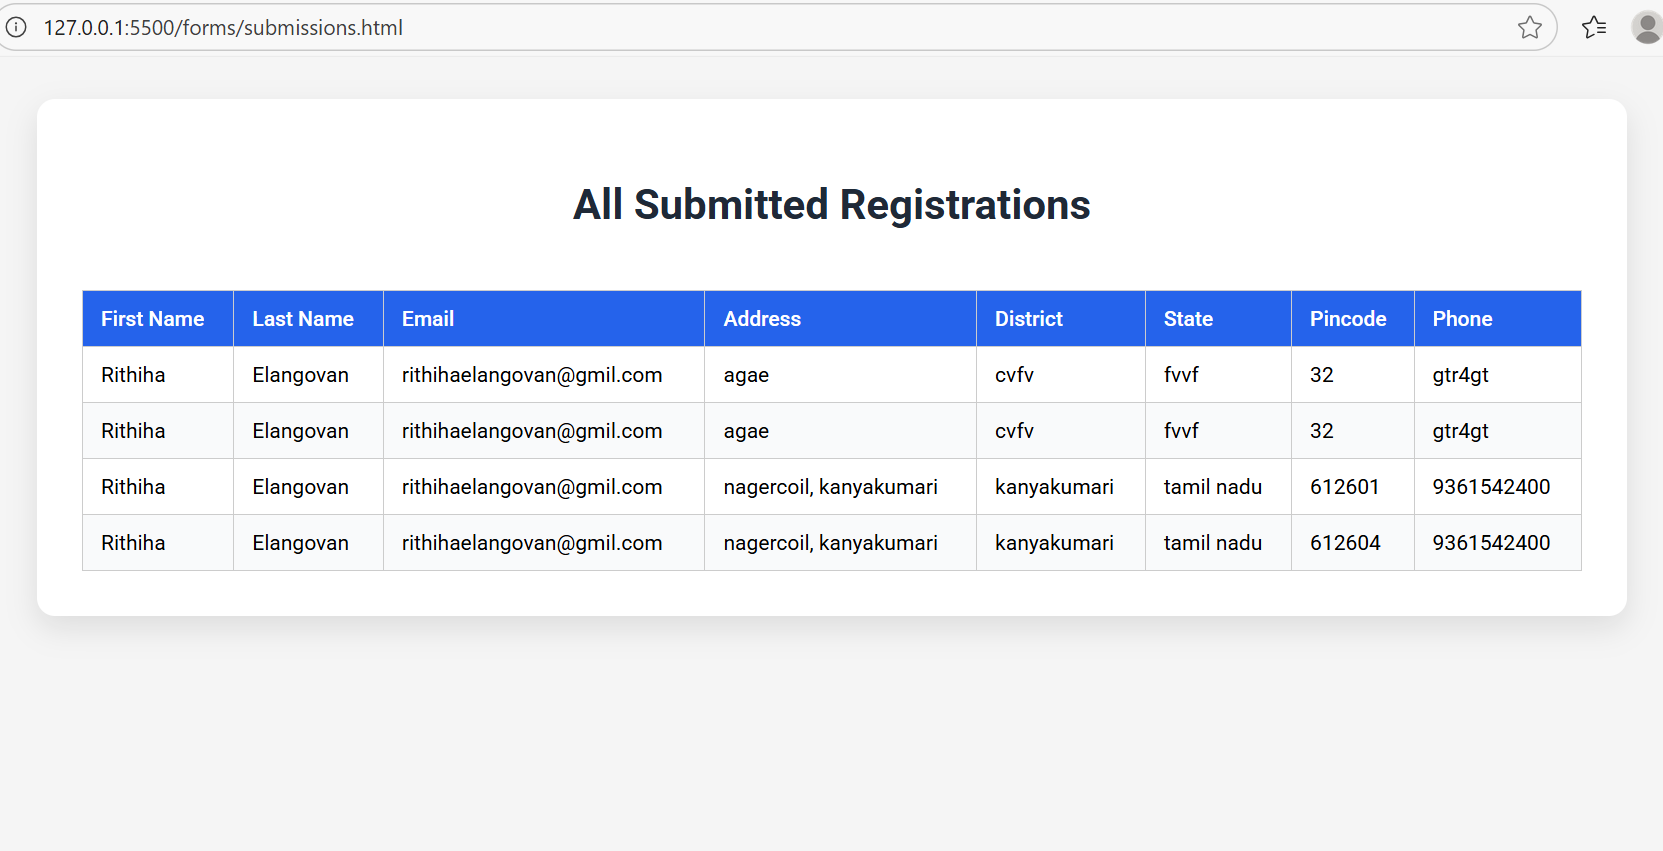 127.0.0.1:5500/forms/submissions.html
All Submitted Registrations
First Name Last Name Email Address District State Pincode Phone
Rithiha Elangovan rithihaelangovan@gmil.com agae cvfv fvvf 32 gtr4gt
Rithiha Elangovan rithihaelangovan@gmil.com agae cvfv fvvf 32 gtr4gt
Rithiha Elangovan rithihaelangovan@gmil.com nagercoil, kanyakumari kanyakumari tamil nadu 612601 9361542400
Rithiha Elangovan rithihaelangovan@gmil.com nagercoil, kanyakumari kanyakumari tamil nadu 612604 9361542400